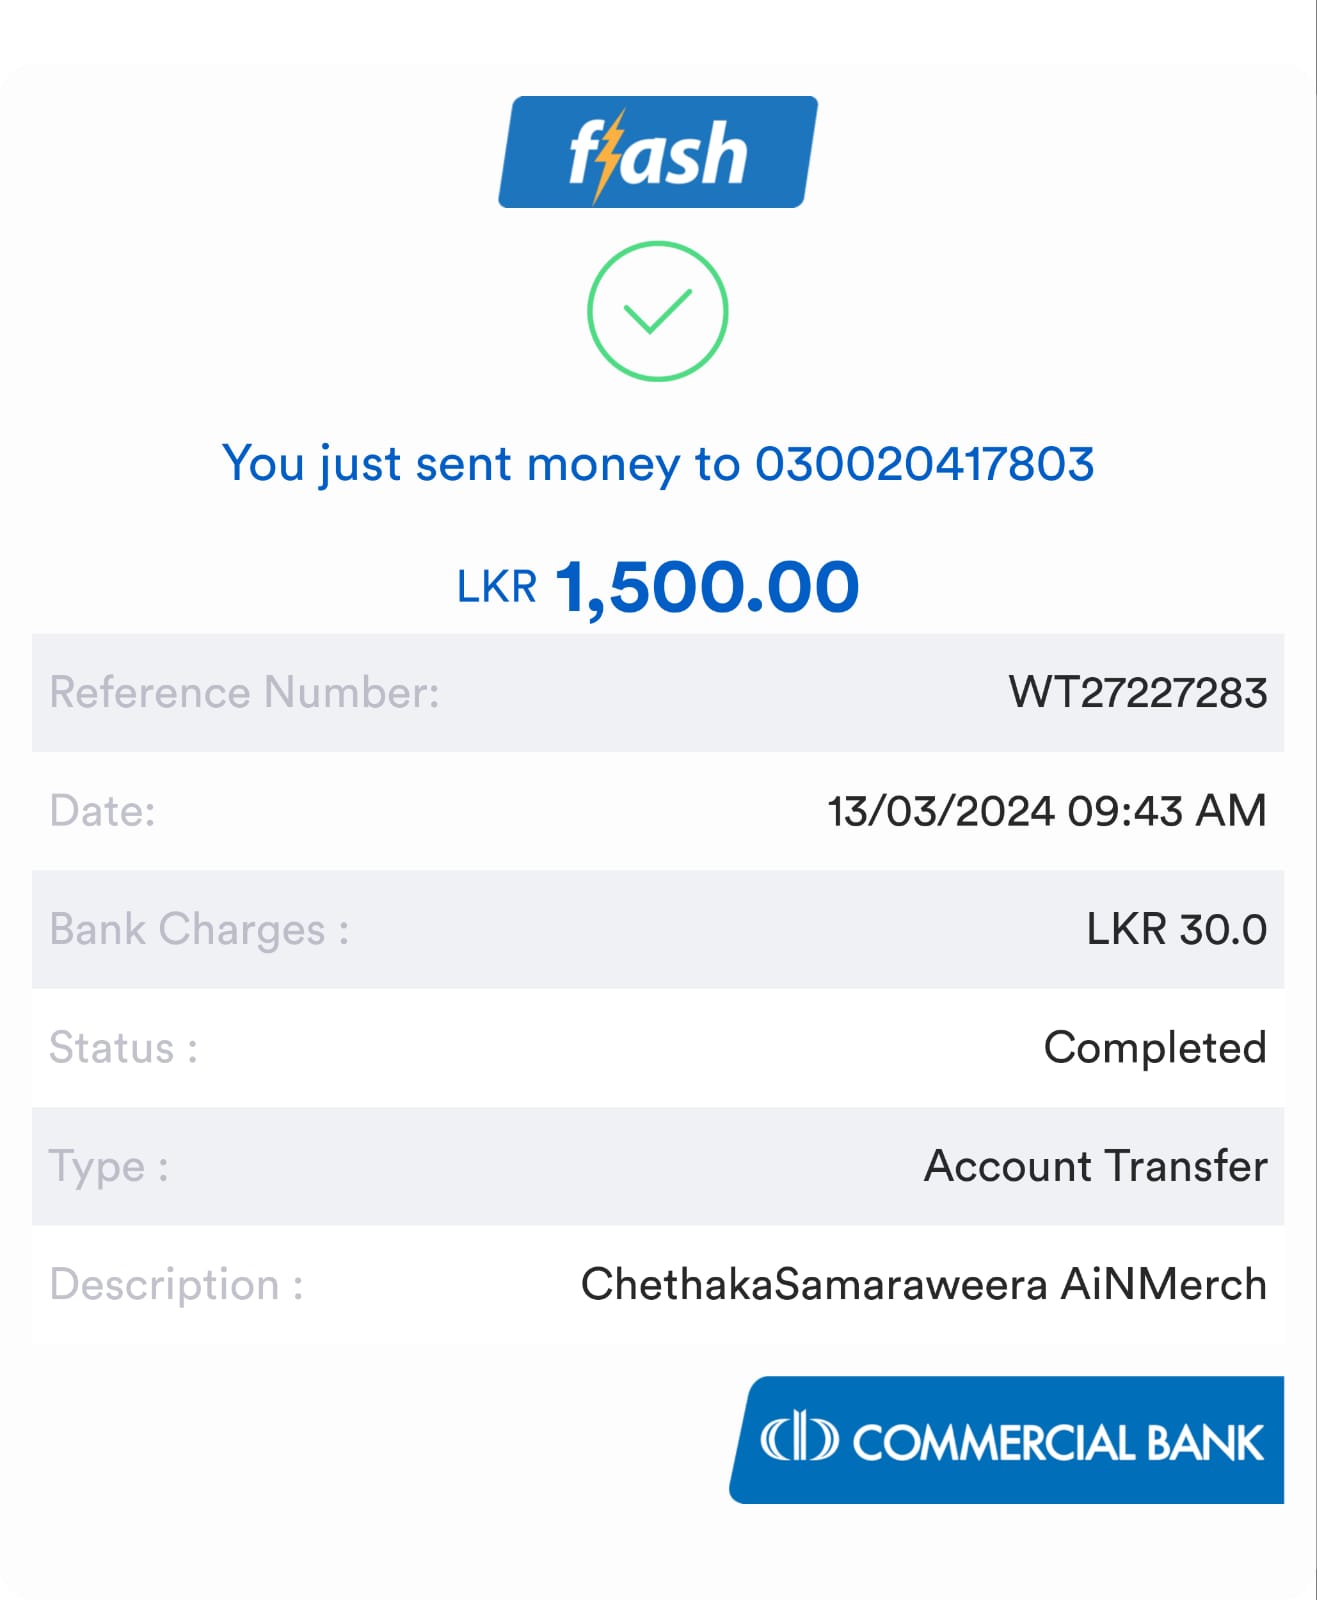 flash
You just sent money to 030020417803
LKR 1,500.00
Reference Number: WT27227283
Date: 13/03/2024 09:43 AM
Bank Charges : LKR 30.0
Status : Completed
Type : Account Transfer
Description : ChethakaSamaraweera AiNMerch
COMMERCIAL BANK